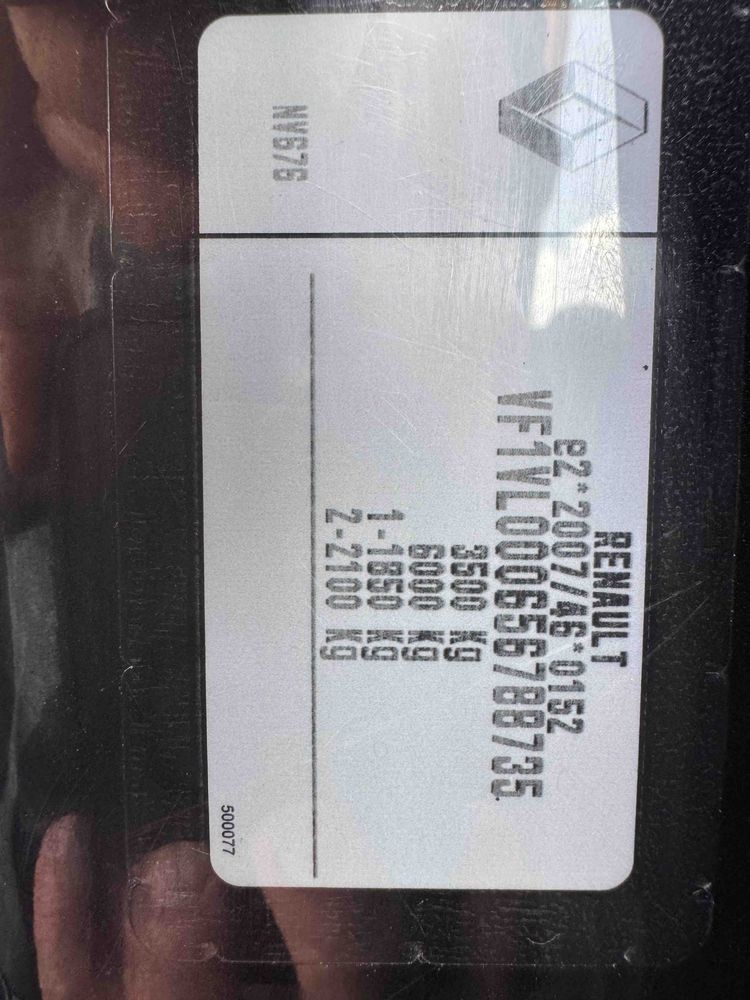 RENAULT
e2*2007/46*0152
VF1VL000656788735
3500 kg
6000 kg
1-1850 kg
2-2100 kg
NV676
500077